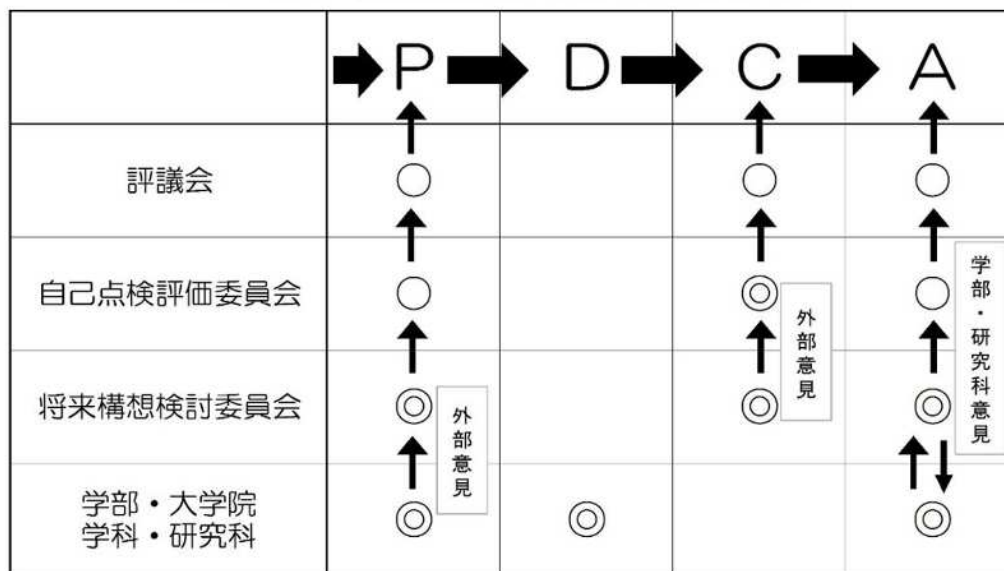 P D C A
評議会
自己点検評価委員会
外部意見
学部・研究科意見
将来構想検討委員会
外部意見
学部・大学院
学科・研究科